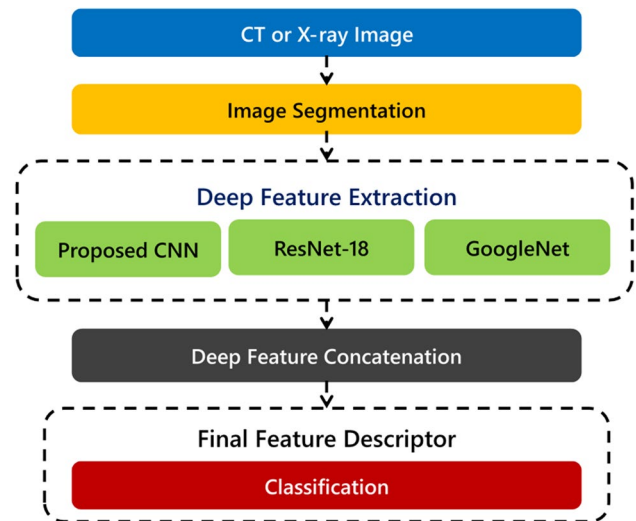 CT or X-ray Image
Image Segmentation
Deep Feature Extraction
Proposed CNN
ResNet-18
GoogleNet
Deep Feature Concatenation
Final Feature Descriptor
Classification